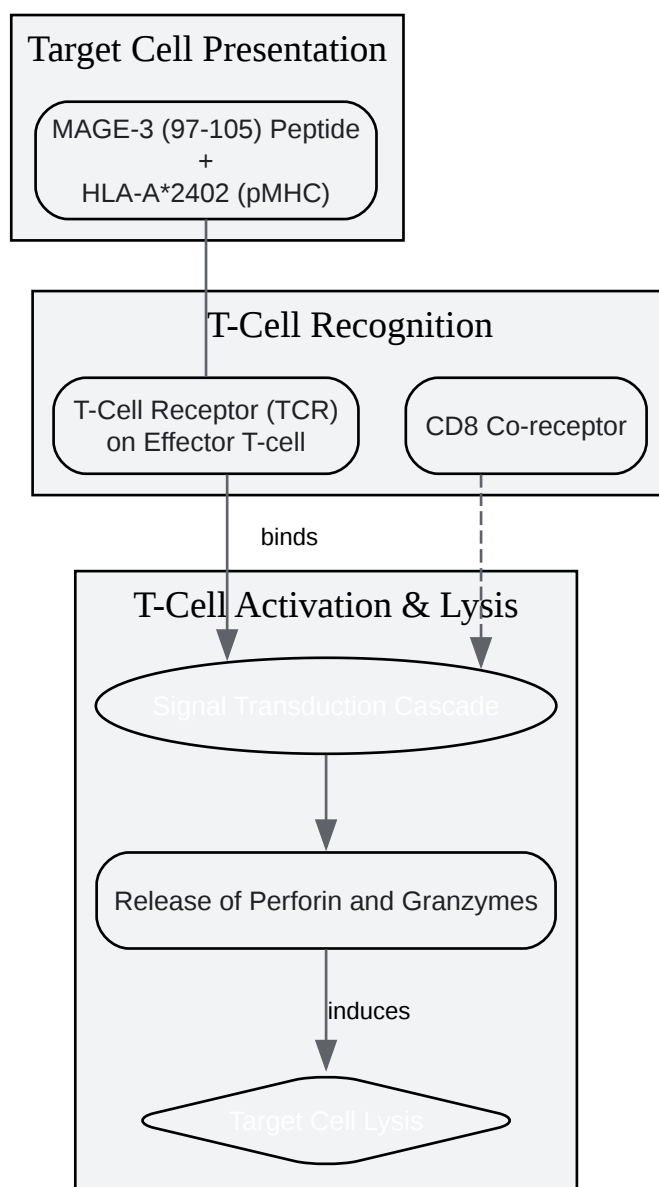 Target Cell Presentation
MAGE-3 (97-105) Peptide
+
HLA-A*2402 (pMHC)
T-Cell Recognition
T-Cell Receptor (TCR)
on Effector T-cell
CD8 Co-receptor
binds
T-Cell Activation & Lysis
Signal Transduction Cascade
Release of Perforin and Granzymes
induces
Target Cell Lysis